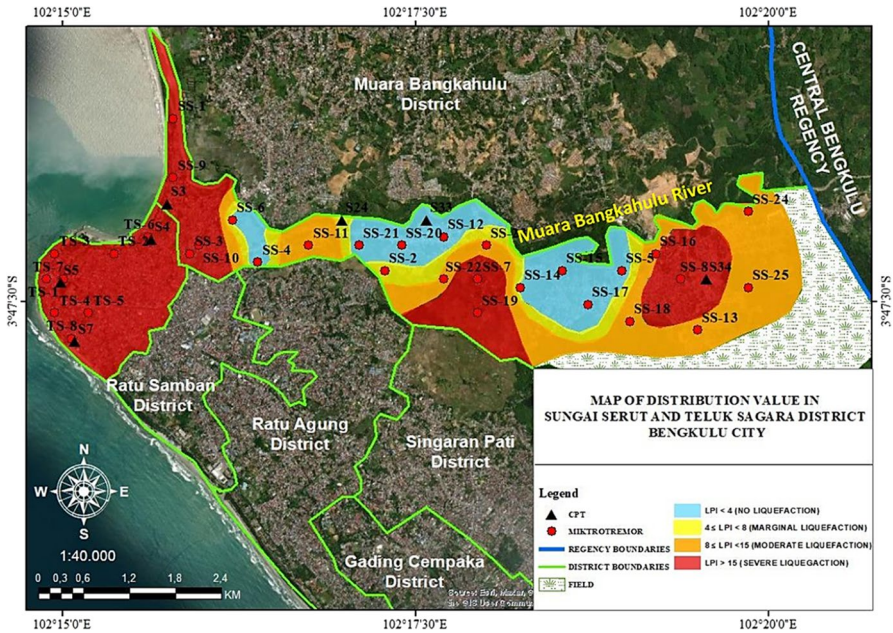 102°15'0"E
102°17'30"E
102°20'0"E
3°47'30"S
3°47'30"S
Muara Bangkahulu
District
CENTRAL BENGKULU
REGENCY
Muara Bangkahulu River
SS-1
SS-9
S3
SS-6
S24
S33
SS-24
TS-6
S4
SS-3
SS-10
SS-4
SS-11
SS-21
SS-20
SS-12
SS-2
SS-16
TS-7
S5
TS-1
SS-22
SS-7
SS-14
SS-15
SS-5
SS-8
S34
SS-25
TS-4
TS-5
SS-19
SS-17
SS-18
SS-13
TS-8
S7
Ratu Samban
District
Ratu Agung
District
Singaran Pati
District
Gading Cempaka
District
N
W
E
S
1:40.000
0 0,3 0,6 1,2 1,8 2,4
KM
MAP OF DISTRIBUTION VALUE IN
SUNGAI SERUT AND TELUK SAGARA DISTRICT
BENGKULU CITY
Legend
CPT
MIKTROTREMOR
REGENCY BOUNDARIES
DISTRICT BOUNDARIES
FIELD
LPI < 4 (NO LIQUEFACTION)
4 ≤ LPI < 8 (MARGINAL LIQUEFACTION)
8 ≤ LPI <15 (MODERATE LIQUEFACTION)
LPI > 15 (SEVERE LIQUEGACTION)
102°15'0"E
102°17'30"E
102°20'0"E